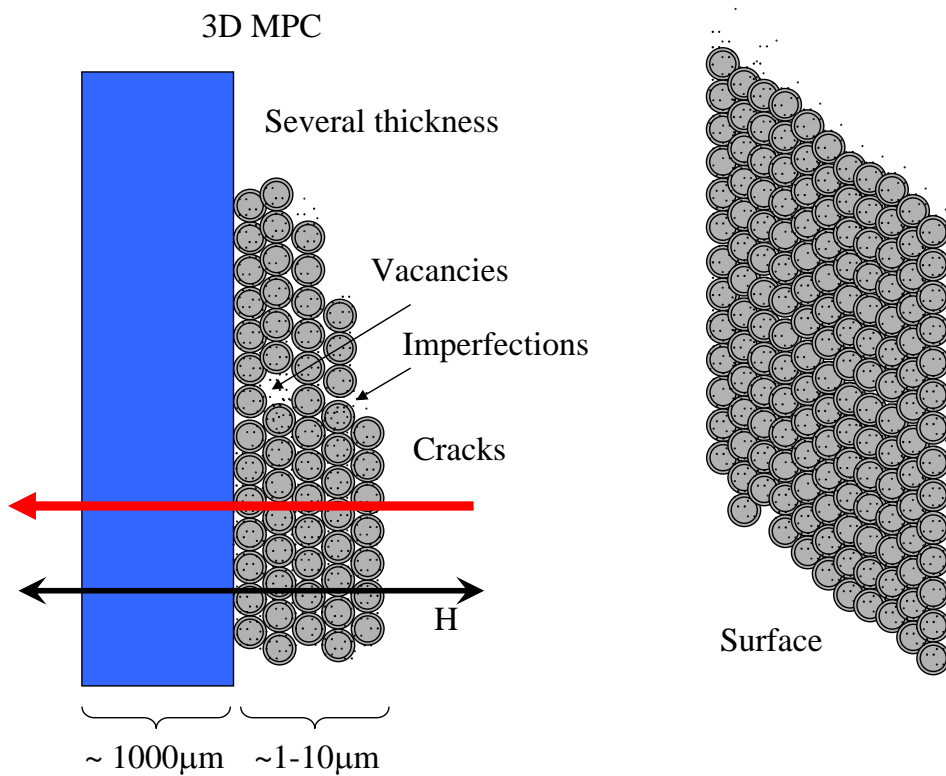 3D MPC
Several thickness
Vacancies
Imperfections
Cracks
H
Surface
~ 1000µm
~1-10µm